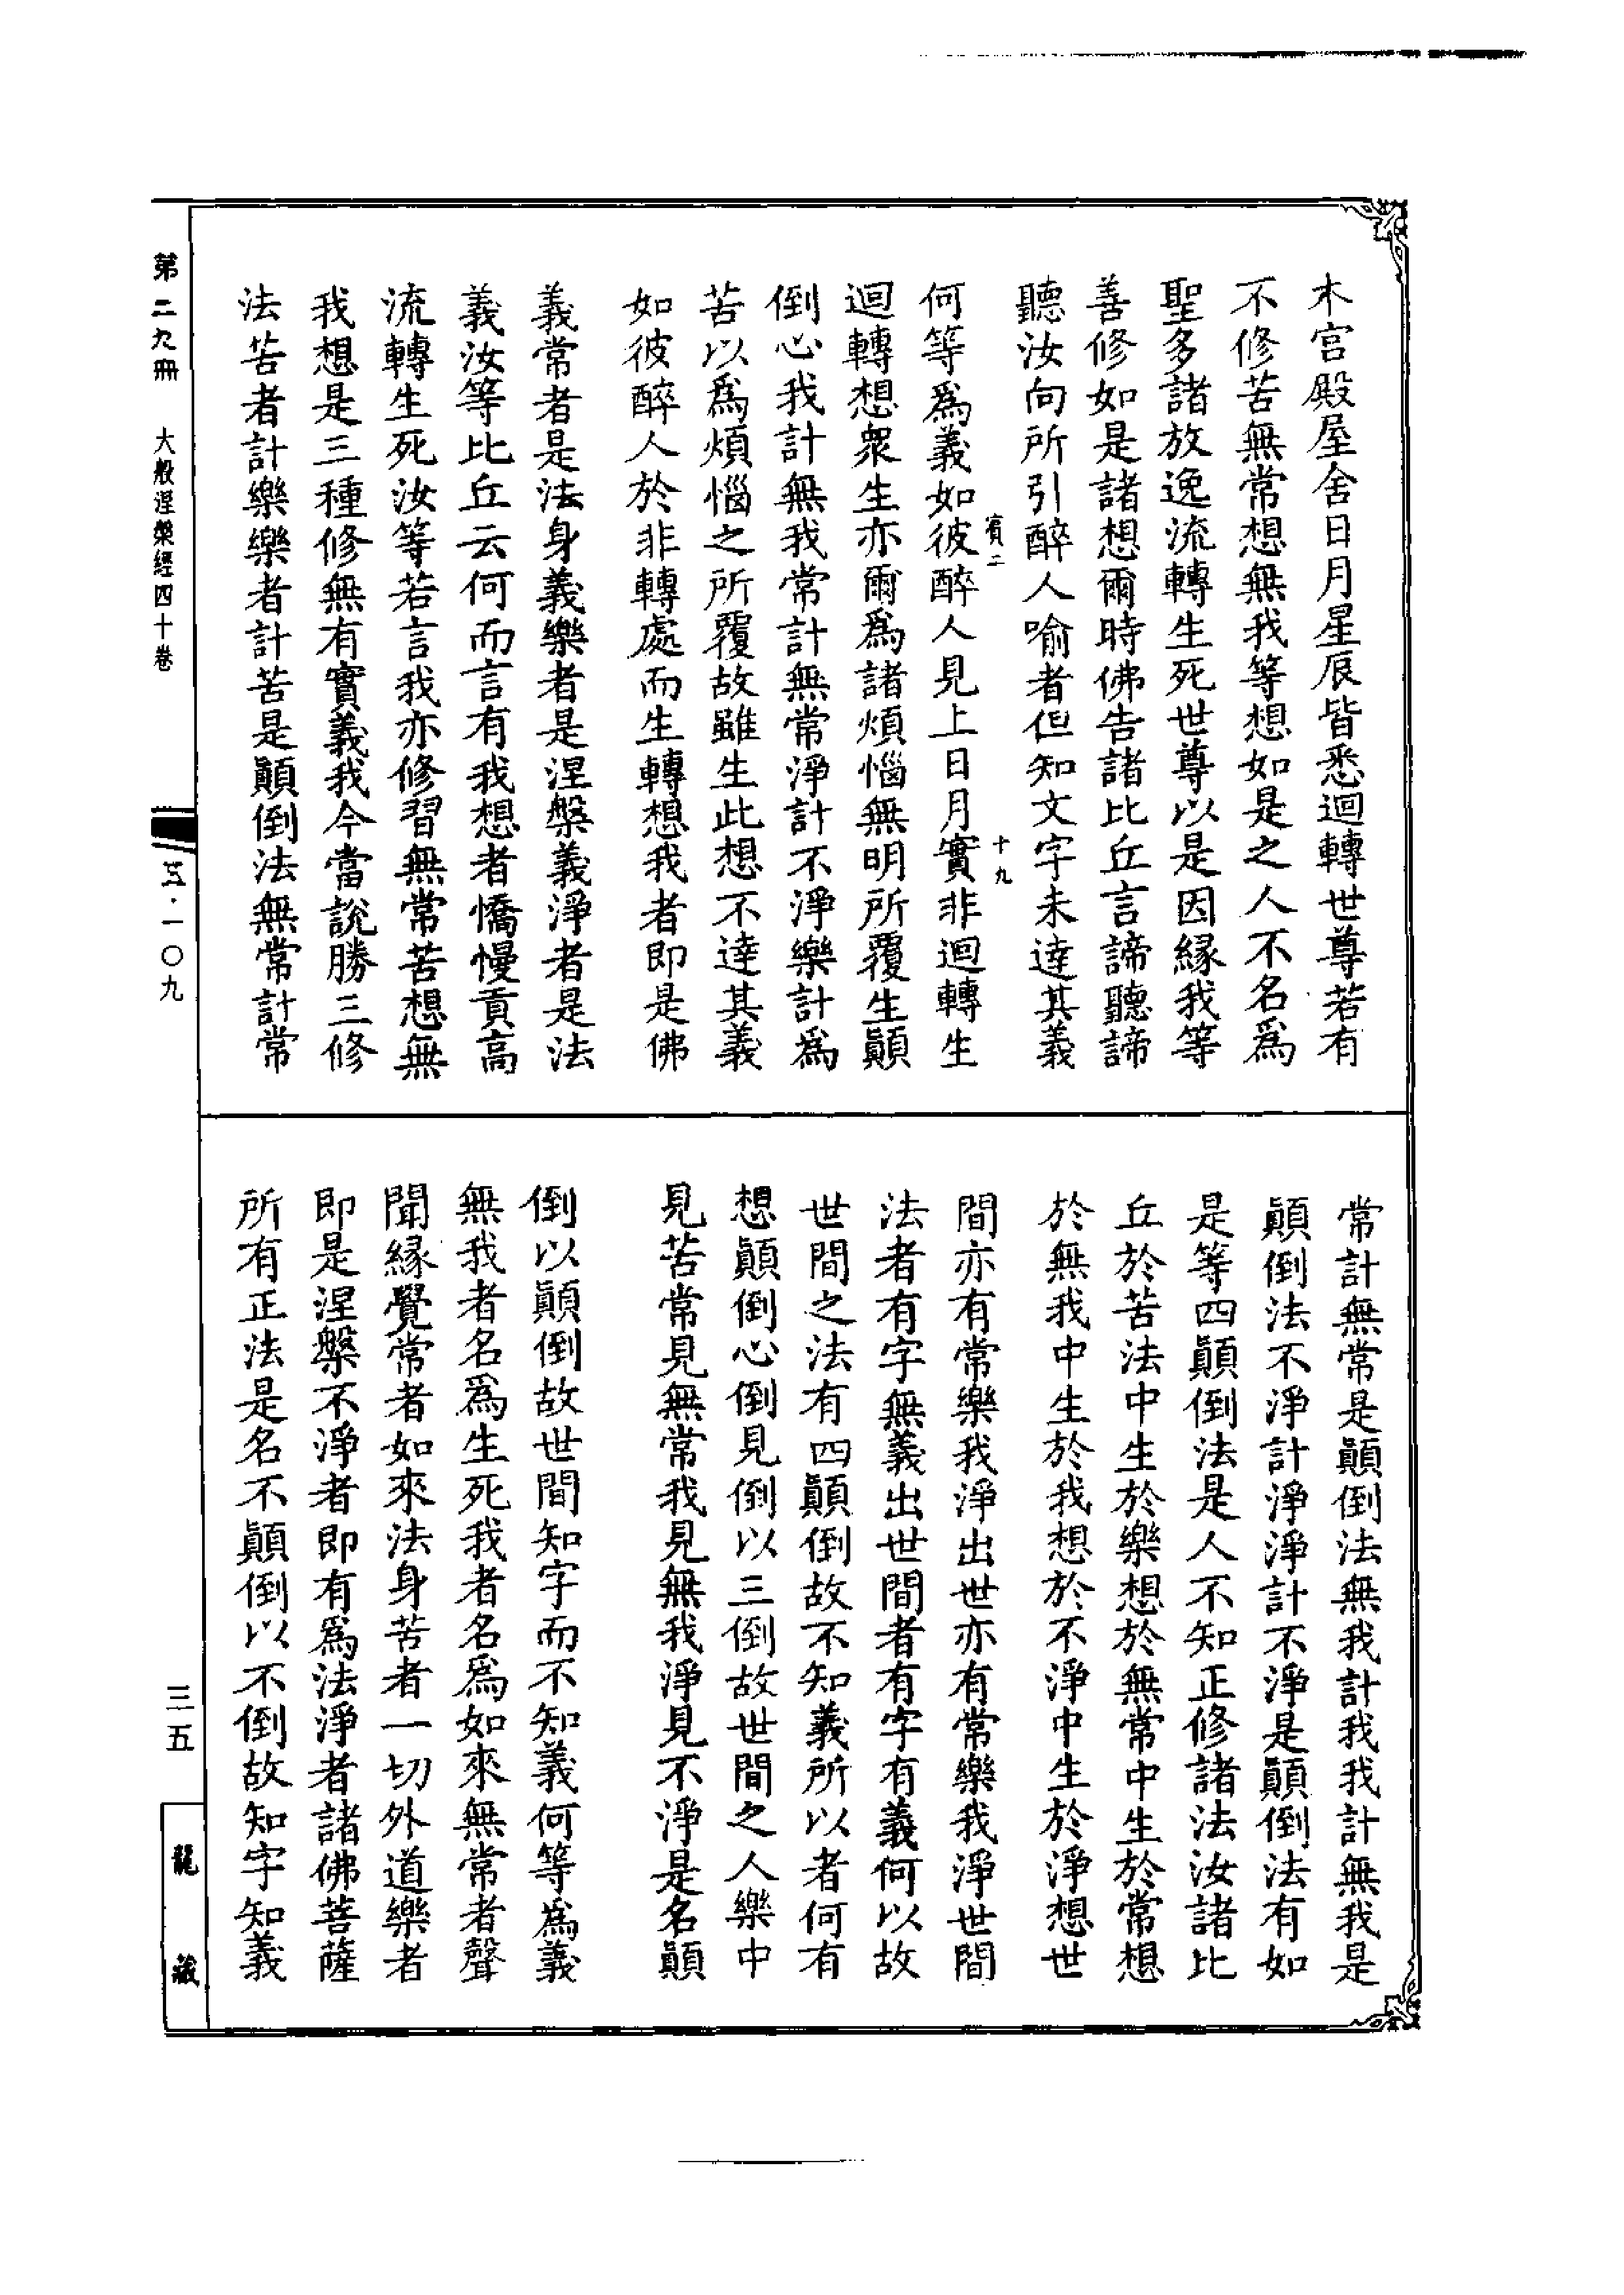 木宫殿屋舍日月星辰皆悉迴轉世尊若有
不修苦無常想無我等想如是之人不名爲
聖多諸放逸流轉生死世尊以是因緣我等
善修如是諸想爾時佛告諸比丘言諦聽諦
聽汝向所引醉人喻者但知文字未達其義
賓二
十九
何等爲義如彼醉人見上日月實非迴轉生
迴轉想衆生亦爾爲諸煩惱無明所覆生顚
倒心我計無我常計無常淨計不淨樂計爲
苦以爲煩惱之所覆故雖生此想不達其義
如彼醉人於非轉處而生轉想我者即是佛
義常者是法身義樂者是涅槃義淨者是法
義汝等比丘云何而言有我想者憍慢貢高
流轉生死汝等若言我亦修習無常苦想無
我想是三種修無有實義我今當說勝三修
法苦者計樂樂者計苦是顚倒法無常計常
常計無常是顚倒法無我計我我計無我是
顚倒法不淨計淨淨計不淨是顚倒法有如
是等四顚倒法是人不知正修諸法汝諸比
丘於苦法中生於樂想於無常中生於常想
於無我中生於我想於不淨中生於淨想世
間亦有常樂我淨出世亦有常樂我淨世間
法者有字無義出世間者有字有義何以故
世間之法有四顚倒故不知義所以者何有
想顚倒心倒見倒以三倒故世間之人樂中
見苦常見無常我見無我淨見不淨是名顚
倒以顚倒故世間知字而不知義何等爲義
無我者名爲生死我者名爲如來無常者聲
聞緣覺常者如來法身苦者一切外道樂者
即是涅槃不淨者即有爲法淨者諸佛菩薩
所有正法是名不顚倒以不倒故知字知義
第二九冊　大般涅槃經四十卷
五·一〇九
三五
龍藏